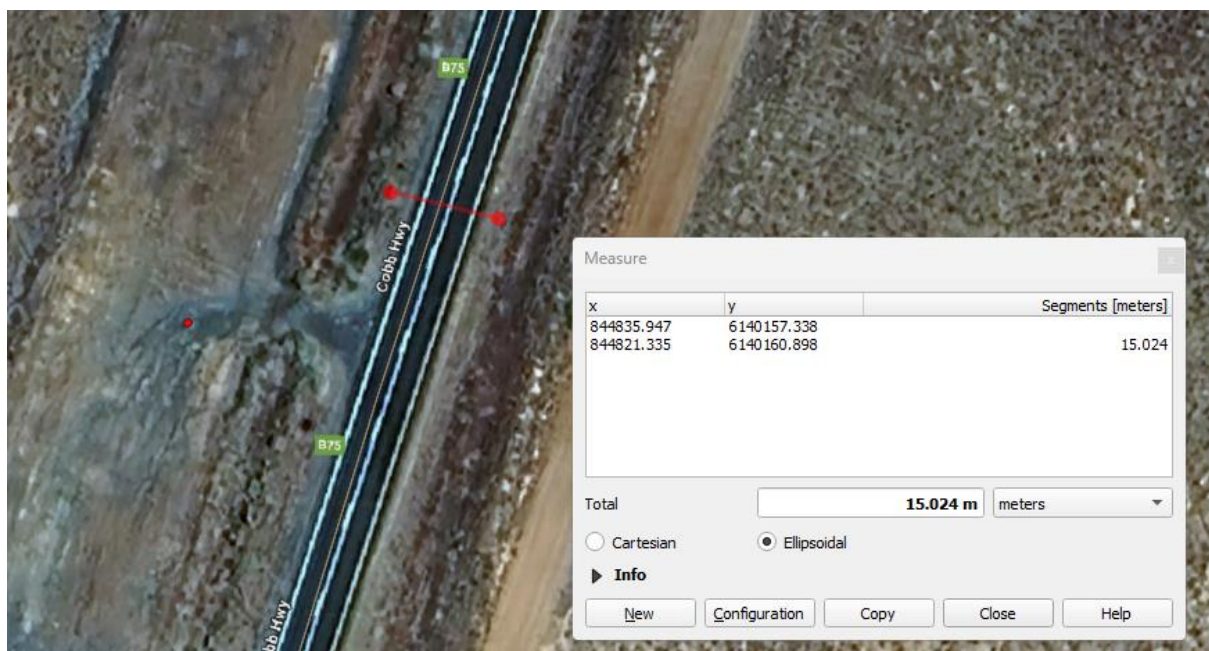 B75
Cobb Hwy
B75
bb Hwy
Measure
x
x y Segments [meters]
844835.947 6140157.338
844821.335 6140160.898 15.024
Total 15.024 m meters
Cartesian Ellipsoidal
Info
New Configuration Copy Close Help